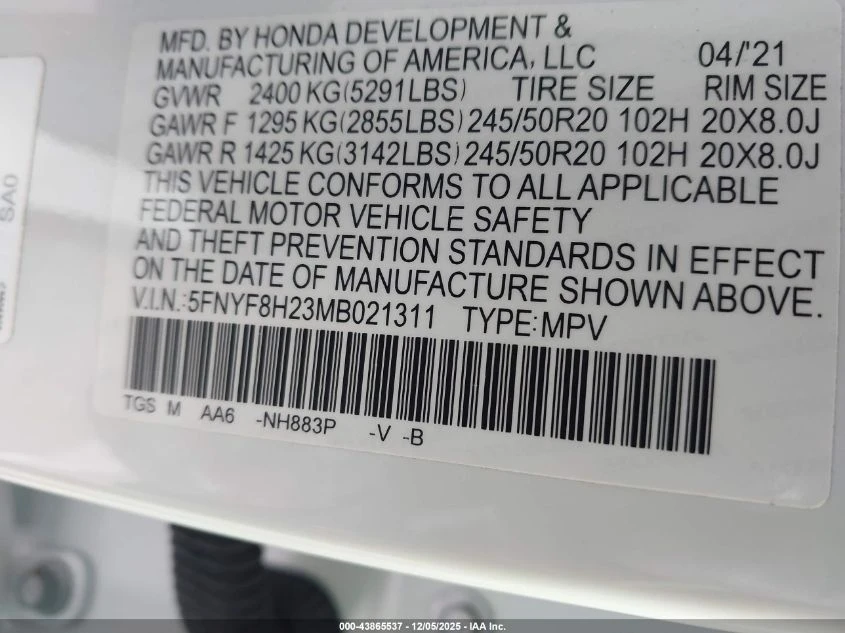 MFD. BY HONDA DEVELOPMENT &
MANUFACTURING OF AMERICA, LLC 04/'21
GVWR 2400 KG(5291LBS) TIRE SIZE RIM SIZE
GAWR F 1295 KG(2855LBS) 245/50R20 102H 20X8.0J
GAWR R 1425 KG(3142LBS) 245/50R20 102H 20X8.0J
THIS VEHICLE CONFORMS TO ALL APPLICABLE
FEDERAL MOTOR VEHICLE SAFETY
AND THEFT PREVENTION STANDARDS IN EFFECT
ON THE DATE OF MANUFACTURE SHOWN ABOVE.
V.I.N.:5FNYF8H23MB021311 TYPE:MPV
TGS M AA6 -NH883P -V -B
SA0
000-43865537 - 12/05/2025 - IAA Inc.